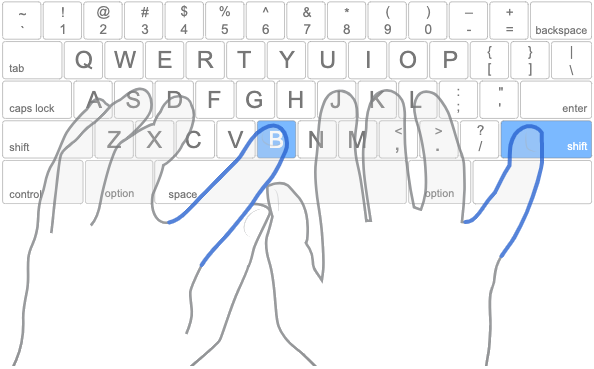 ~ ! @ # $ % ^ & * ( ) – +
` 1 2 3 4 5 6 7 8 9 0 - = backspace
tab Q W E R T Y U I O P { [ } ] | \
caps lock A S D F G H J K L : ; " ' enter
shift Z X C V B N M < , > . ? / shift
control option space option